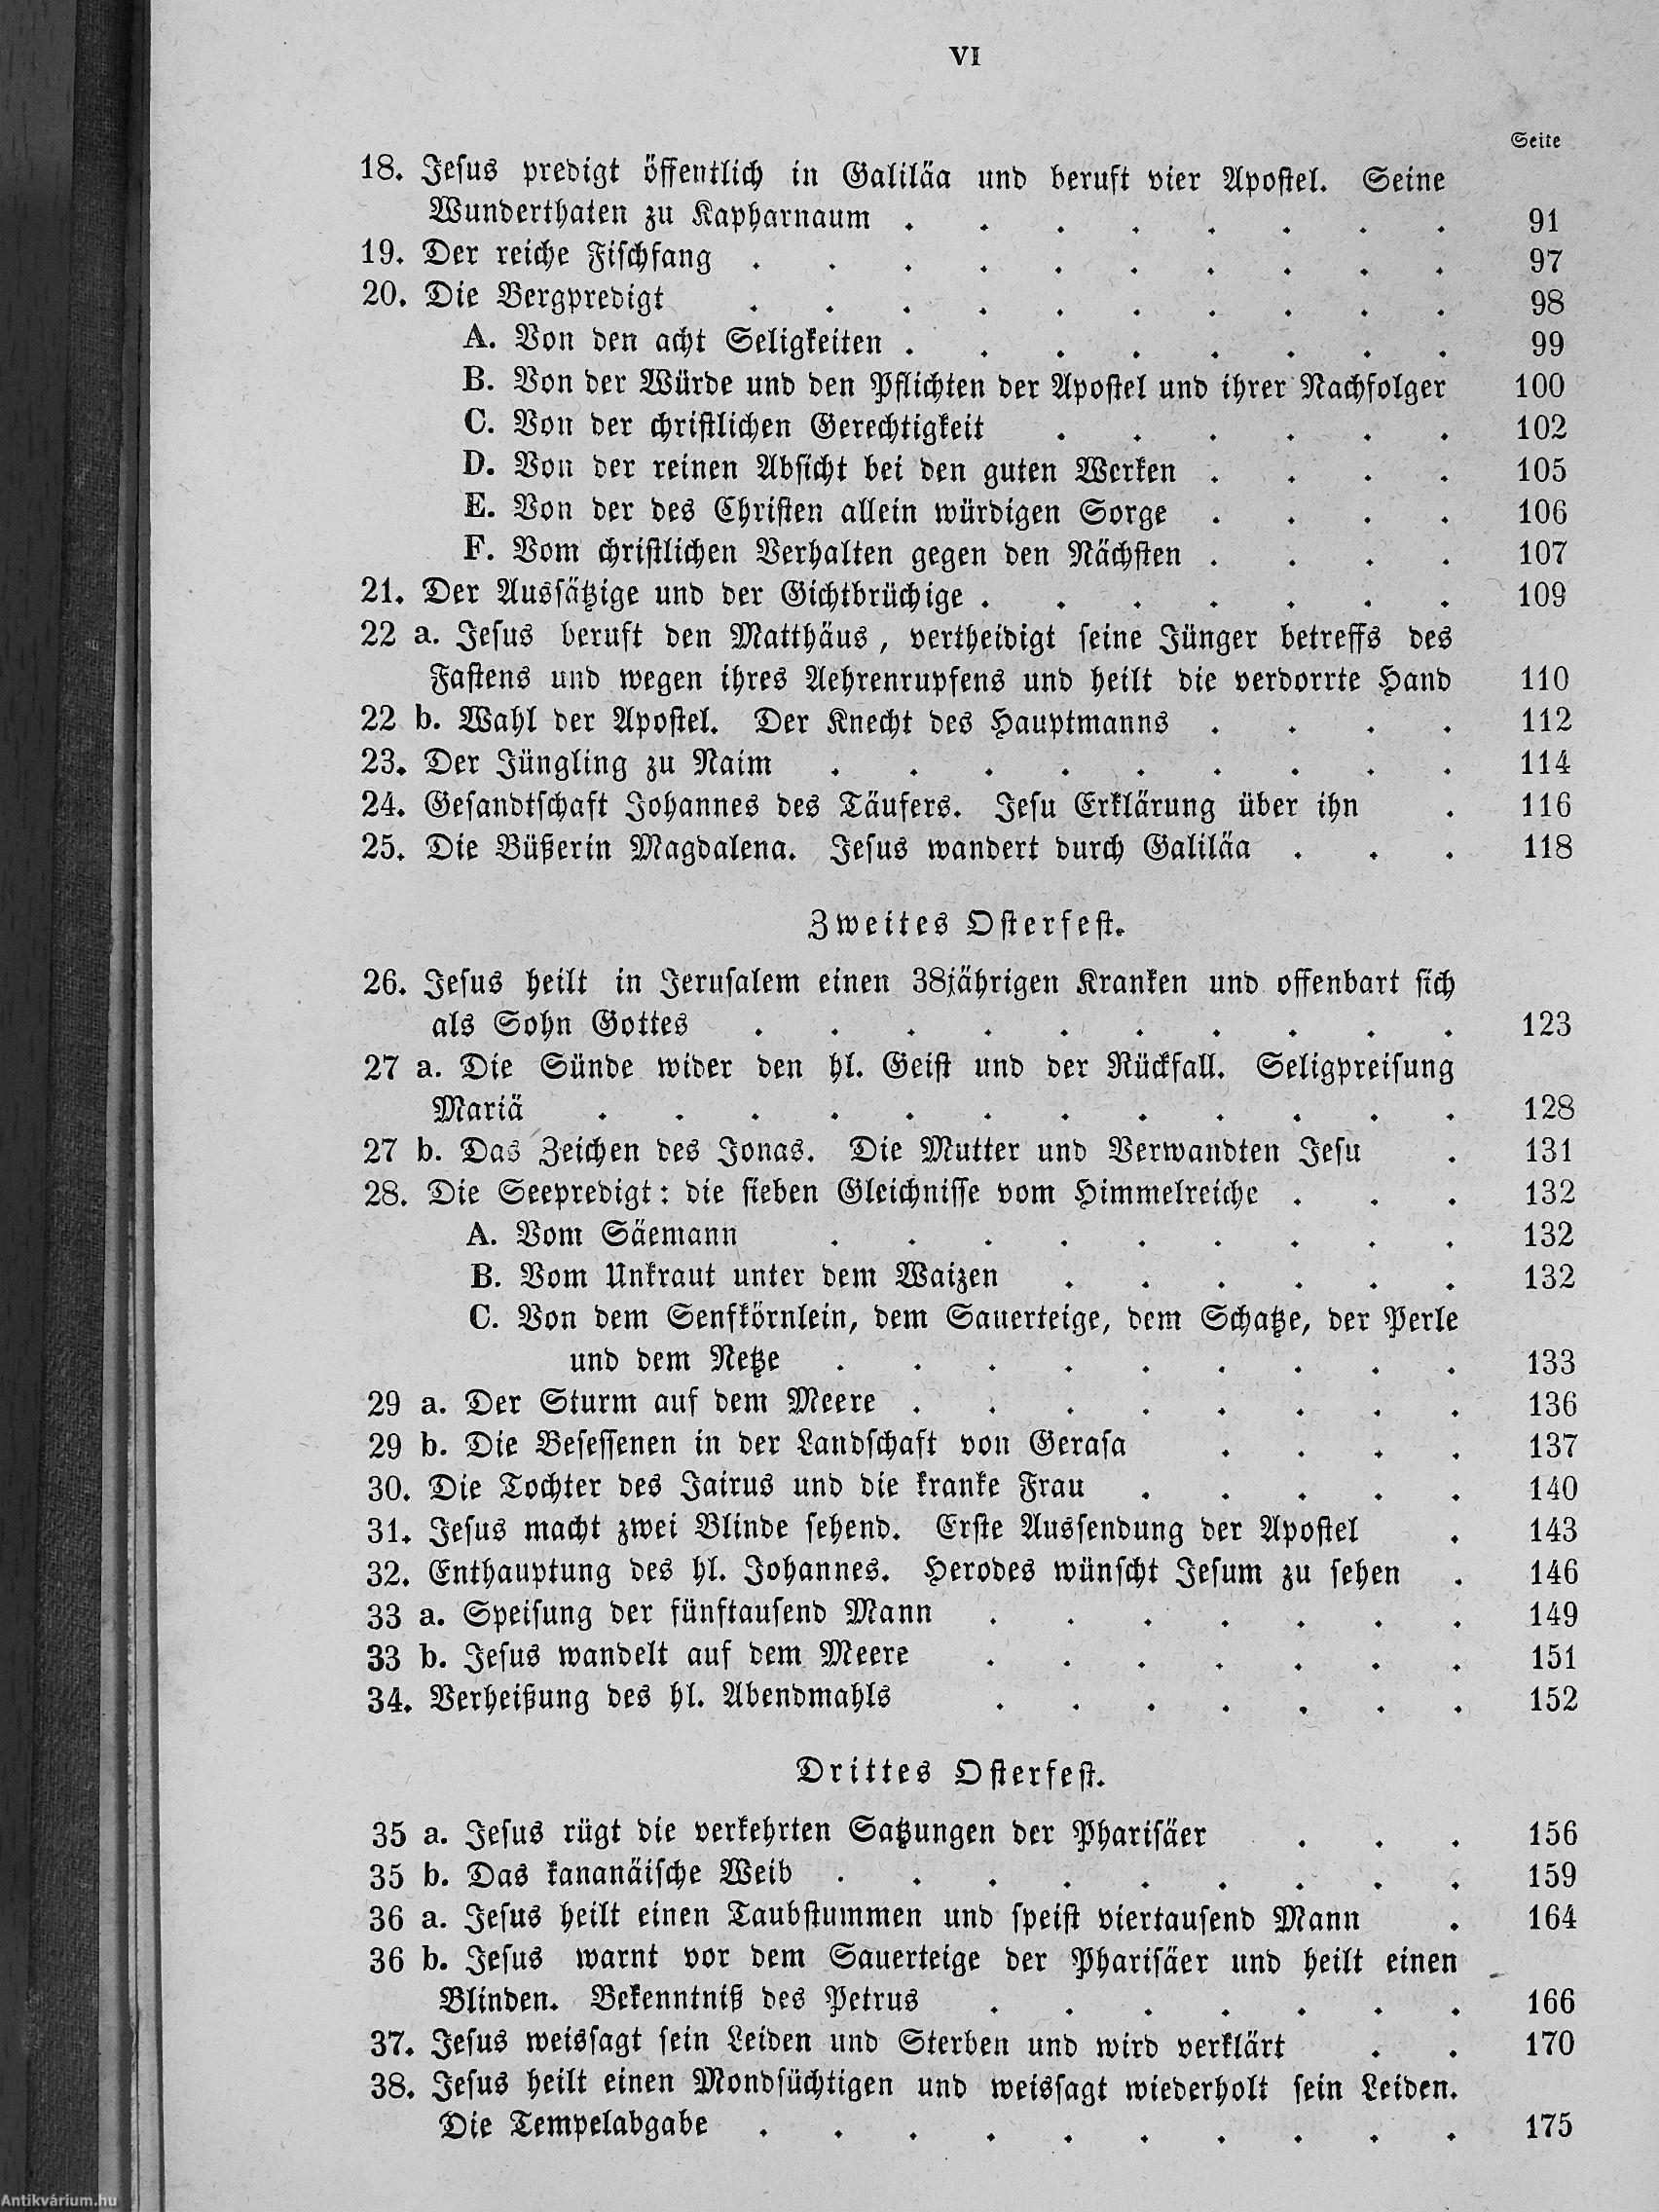 VI
Seite
18. Jeſus predigt öffentlich in Galiläa und beruft vier Apoſtel. Seine
Wunderthaten zu Kapharnaum . . . . . . . . 91
19. Der reiche Fiſchfang . . . . . . . . . . 97
20. Die Bergpredigt . . . . . . . . . . 98
A. Von den acht Seligkeiten . . . . . . . . 99
B. Von der Würde und den Pflichten der Apoſtel und ihrer Nachfolger 100
C. Von der chriſtlichen Gerechtigkeit . . . . . . 102
D. Von der reinen Abſicht bei den guten Werken . . . . 105
E. Von der des Chriſten allein würdigen Sorge . . . . 106
F. Vom chriſtlichen Verhalten gegen den Nächſten . . . . 107
21. Der Ausſätzige und der Gichtbrüchige . . . . . . . 109
22 a. Jeſus beruft den Matthäus, vertheidigt ſeine Jünger betreffs des
Faſtens und wegen ihres Aehrenrupfens und heilt die verdorrte Hand 110
22 b. Wahl der Apoſtel. Der Knecht des Hauptmanns . . . . 112
23. Der Jüngling zu Naim . . . . . . . . . 114
24. Geſandtſchaft Johannes des Täufers. Jeſu Erklärung über ihn . 116
25. Die Büßerin Magdalena. Jeſus wandert durch Galiläa . . . 118
Zweites Oſterfeſt.
26. Jeſus heilt in Jeruſalem einen 38jährigen Kranken und offenbart ſich
als Sohn Gottes . . . . . . . . . . 123
27 a. Die Sünde wider den hl. Geiſt und der Rückfall. Seligpreiſung
Mariä . . . . . . . . . . . . 128
27 b. Das Zeichen des Jonas. Die Mutter und Verwandten Jeſu . 131
28. Die Seepredigt: die ſieben Gleichniſſe vom Himmelreiche . . . 132
A. Vom Säemann . . . . . . . . . 132
B. Vom Unkraut unter dem Waizen . . . . . . 132
C. Von dem Senfkörnlein, dem Sauerteige, dem Schatze, der Perle
und dem Netze . . . . . . . . . 133
29 a. Der Sturm auf dem Meere . . . . . . . . 136
29 b. Die Beſeſſenen in der Landſchaft von Geraſa . . . . 137
30. Die Tochter des Jairus und die kranke Frau . . . . . 140
31. Jeſus macht zwei Blinde ſehend. Erſte Ausſendung der Apoſtel . 143
32. Enthauptung des hl. Johannes. Herodes wünſcht Jeſum zu ſehen . 146
33 a. Speiſung der fünftauſend Mann . . . . . . . 149
33 b. Jeſus wandelt auf dem Meere . . . . . . . 151
34. Verheißung des hl. Abendmahls . . . . . . . 152
Drittes Oſterfeſt.
35 a. Jeſus rügt die verkehrten Satzungen der Phariſäer . . . 156
35 b. Das kananäiſche Weib . . . . . . . . . 159
36 a. Jeſus heilt einen Taubſtummen und ſpeiſt viertauſend Mann . 164
36 b. Jeſus warnt vor dem Sauerteige der Phariſäer und heilt einen
Blinden. Bekenntniß des Petrus . . . . . . . 166
37. Jeſus weisſagt ſein Leiden und Sterben und wird verklärt . . 170
38. Jeſus heilt einen Mondſüchtigen und weisſagt wiederholt ſein Leiden.
Die Tempelabgabe . . . . . . . . . . 175
Antikvárium.hu